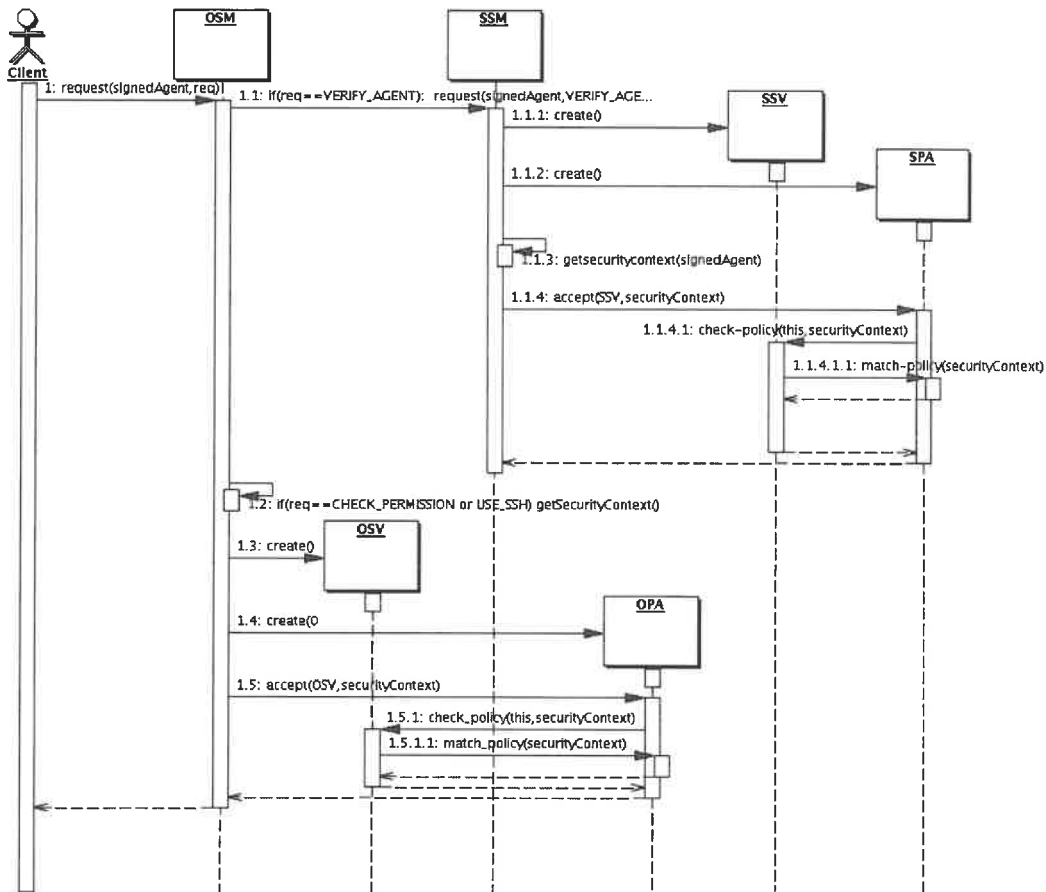 OSM
SSM
Client
1: request(signedAgent,req)
1.1: if(req==VERIFY_AGENT): request(signedAgent,VERIFY_AGE...
SSV
1.1.1: create()
SPA
1.1.2: create()
1.1.3: getsecuritycontext(signedAgent)
1.1.4: accept(SSV,securityContext)
1.1.4.1: check-policy(this,securityContext)
1.1.4.1.1: match-policy(securityContext)
1.2: if(req==CHECK_PERMISSION or USE_SSH) getSecurityContext()
OSV
1.3: create()
OPA
1.4: create(0
1.5: accept(OSV,securityContext)
1.5.1: check_policy(this,securityContext)
1.5.1.1: match_policy(securityContext)